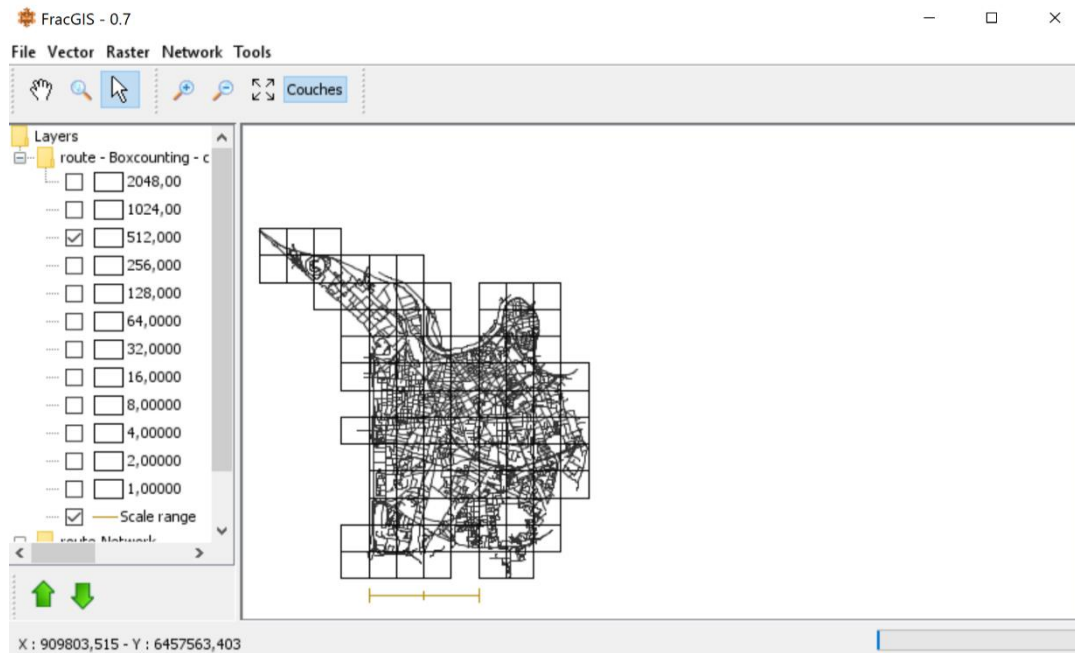 FracGIS - 0.7
File Vector Raster Network Tools
Couches
Layers
route - Boxcounting - c
2048,00
1024,00
512,000
256,000
128,000
64,0000
32,0000
16,0000
8,00000
4,00000
2,00000
1,00000
Scale range
route Network
X : 909803,515 - Y : 6457563,403